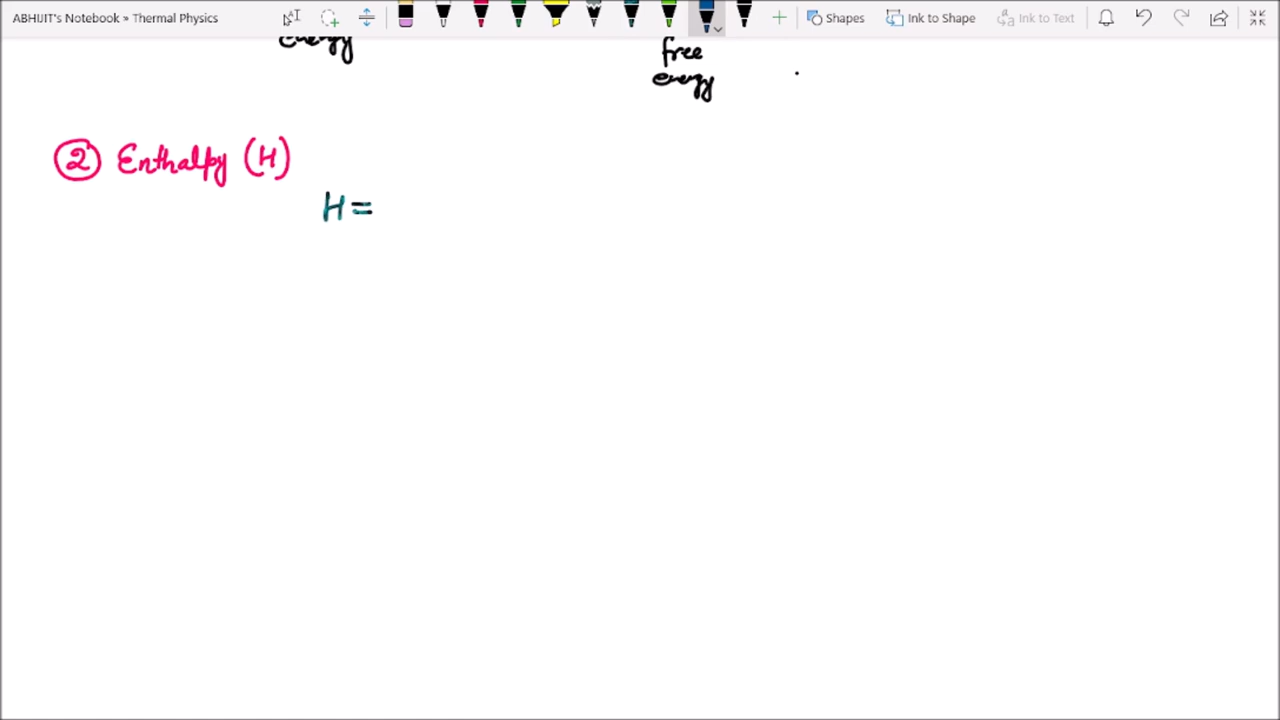 ABHIJIT's Notebook » Thermal Physics
Shapes
Ink to Shape
Ink to Text
energy
free
energy
② Enthalpy (H)
H =